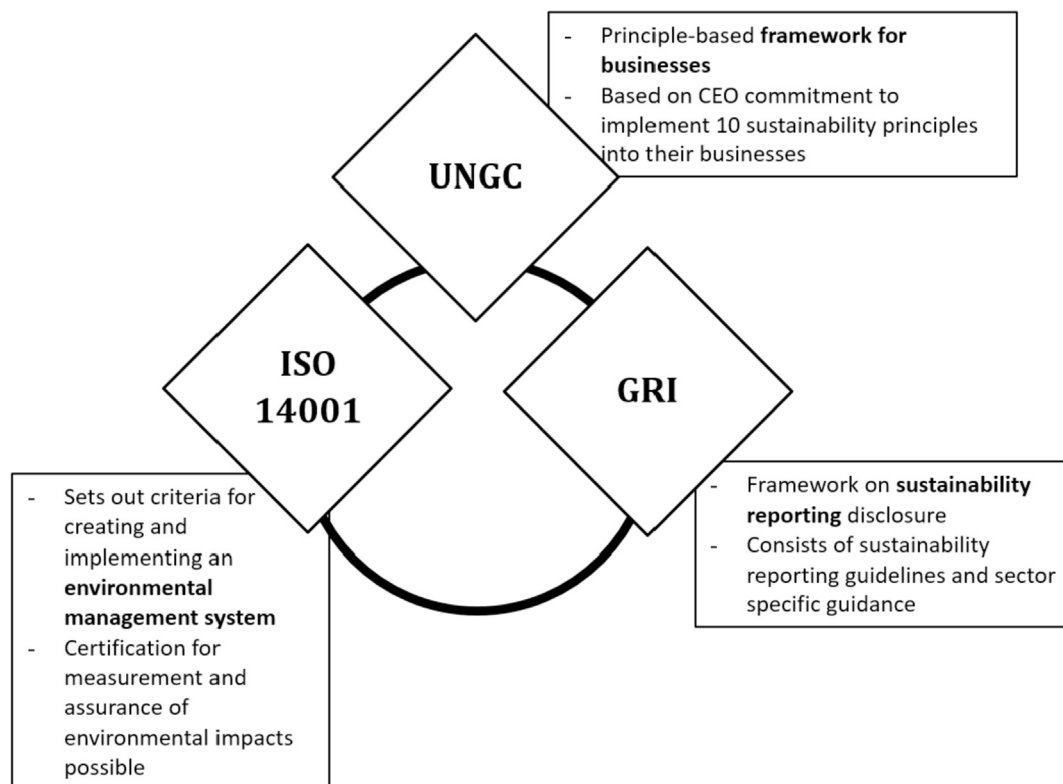 - Principle-based framework for
businesses
- Based on CEO commitment to
implement 10 sustainability principles
into their businesses
UNGC
ISO
14001
GRI
- Sets out criteria for
creating and
implementing an
environmental
management system
- Certification for
measurement and
assurance of
environmental impacts
possible
- Framework on sustainability
reporting disclosure
- Consists of sustainability
reporting guidelines and sector
specific guidance